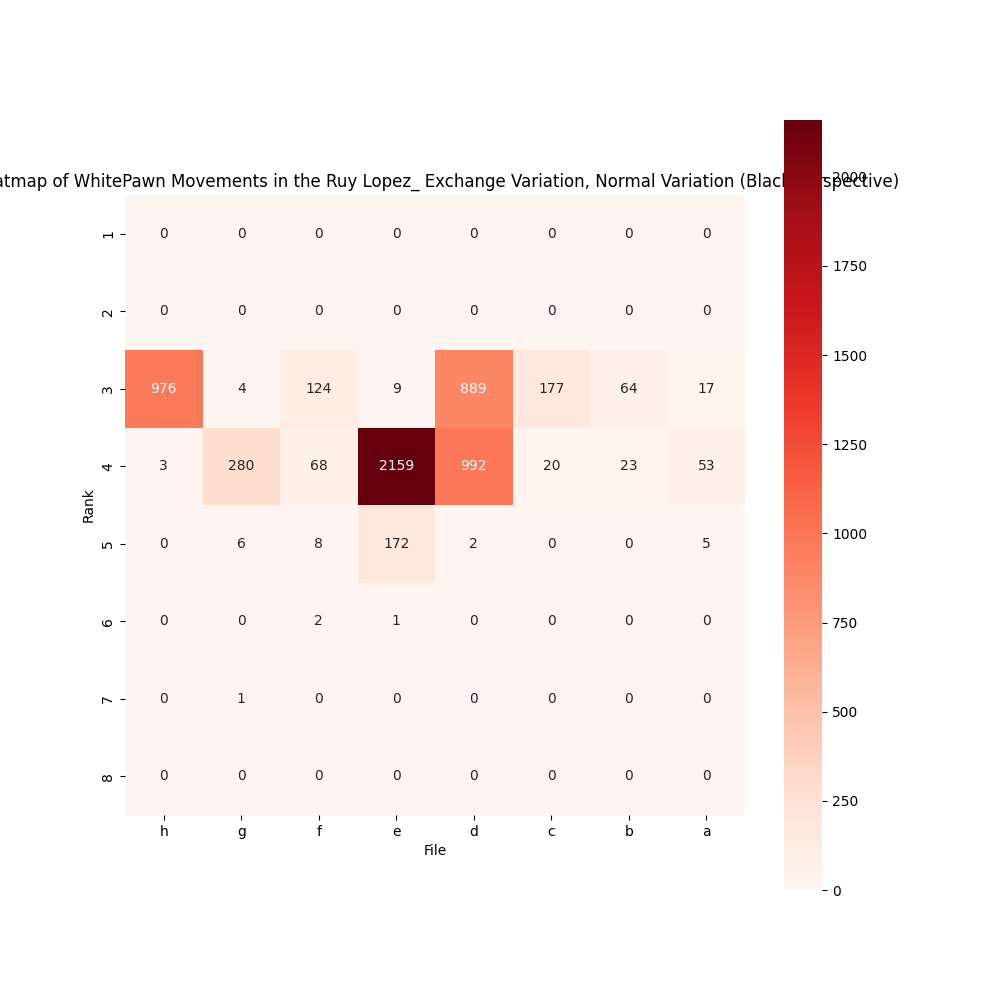 atmap of WhitePawn Movements in the Ruy Lopez_ Exchange Variation, Normal Variation (Blac spective)
1 0 0 0 0 0 0 0 0
2 0 0 0 0 0 0 0 0
3 976 4 124 9 889 177 64 17
4 3 280 68 2159 992 20 23 53
5 0 6 8 172 2 0 0 5
6 0 0 2 1 0 0 0 0
7 0 1 0 0 0 0 0 0
8 0 0 0 0 0 0 0 0
h g f e d c b a
File
Rank
2000
1750
1500
1250
1000
750
500
250
0